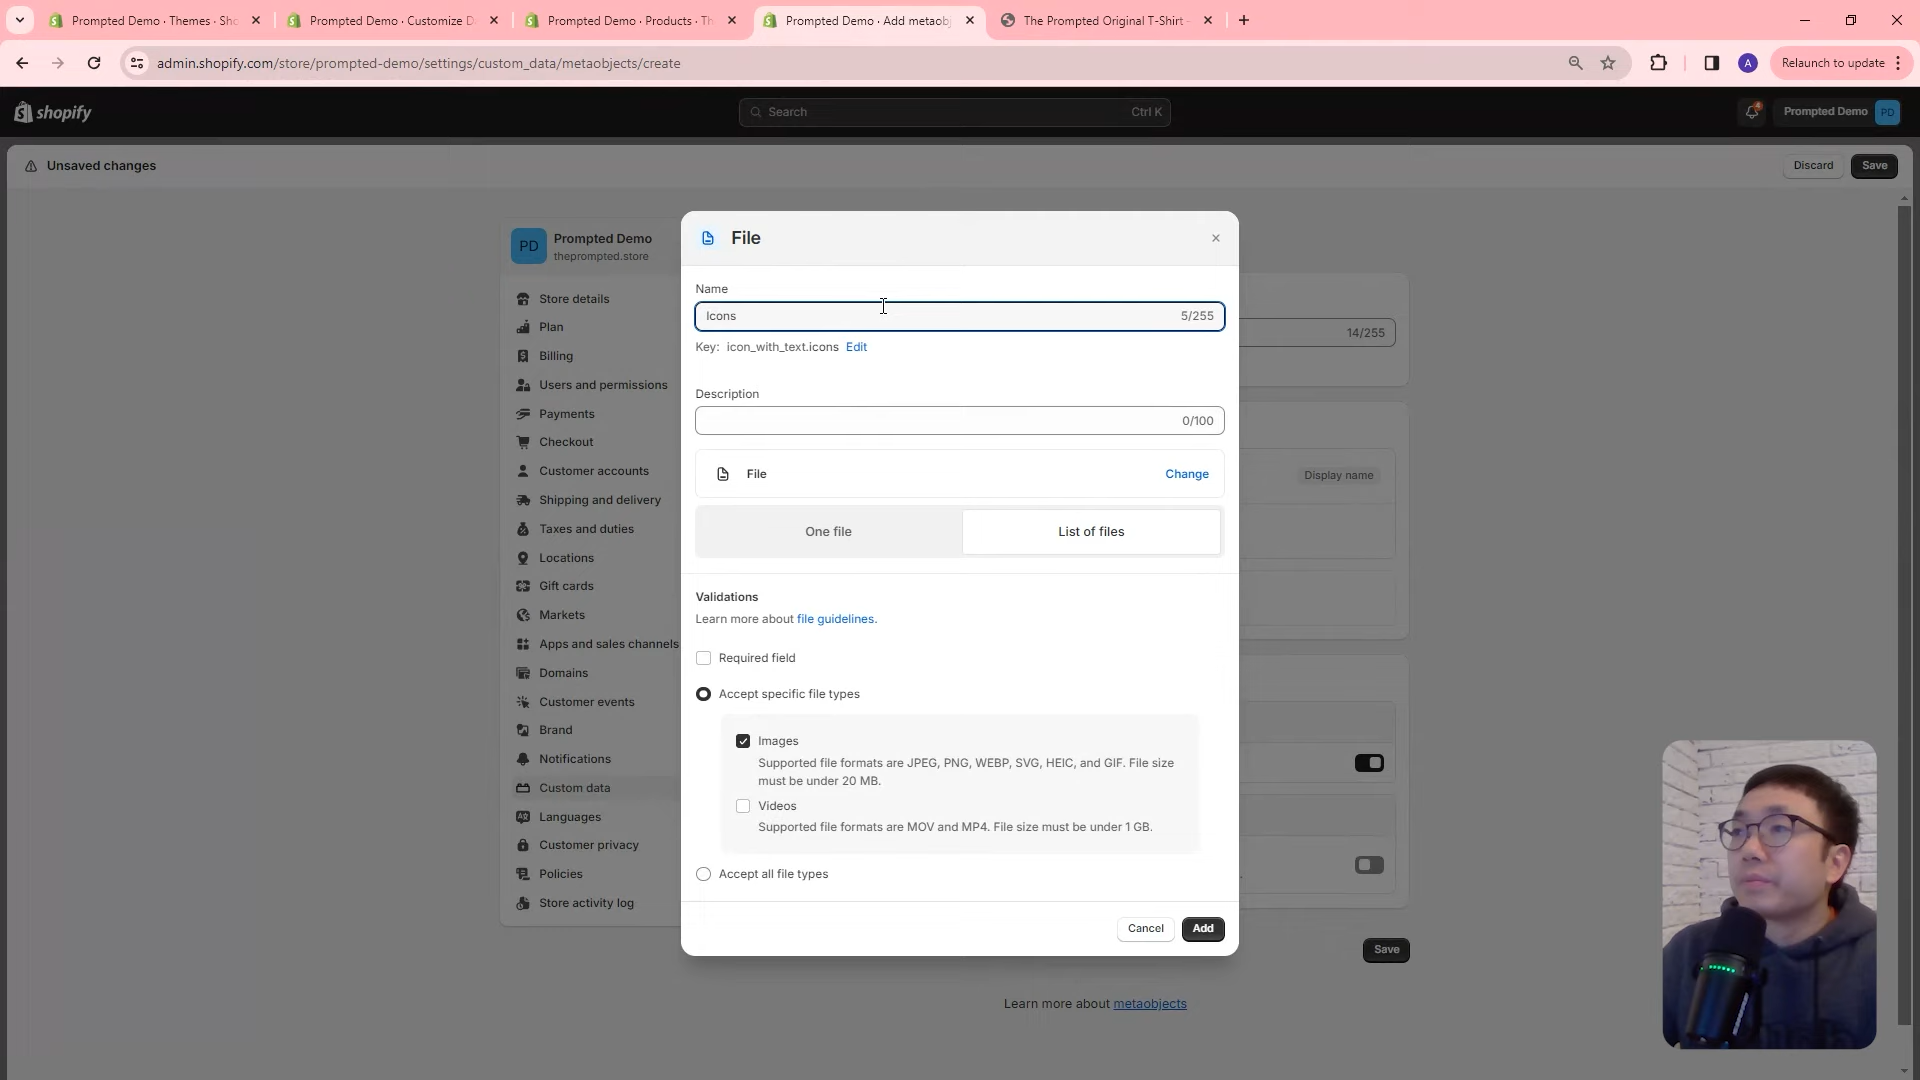 Prompted Demo · Themes · Sho
Prompted Demo · Customize D
Prompted Demo · Products · Th
Prompted Demo · Add metaobj
The Prompted Original T-Shirt –
admin.shopify.com/store/prompted-demo/settings/custom_data/metaobjects/create
A
Relaunch to update
shopify
Search
Ctrl K
4
Prompted Demo
PD
Unsaved changes
Discard
Save
PD
Prompted Demo
theprompted.store
Store details
Plan
Billing
Users and permissions
Payments
Checkout
Customer accounts
Shipping and delivery
Taxes and duties
Locations
Gift cards
Markets
Apps and sales channels
Domains
Customer events
Brand
Notifications
Custom data
Languages
Customer privacy
Policies
Store activity log
File
Name
Icons
5/255
Key: icon_with_text.icons Edit
Description
0/100
File
Change
One file
List of files
Validations
Learn more about file guidelines.
Required field
Accept specific file types
Images
Supported file formats are JPEG, PNG, WEBP, SVG, HEIC, and GIF. File size
must be under 20 MB.
Videos
Supported file formats are MOV and MP4. File size must be under 1 GB.
Accept all file types
Cancel
Add
14/255
Display name
Save
Learn more about metaobjects